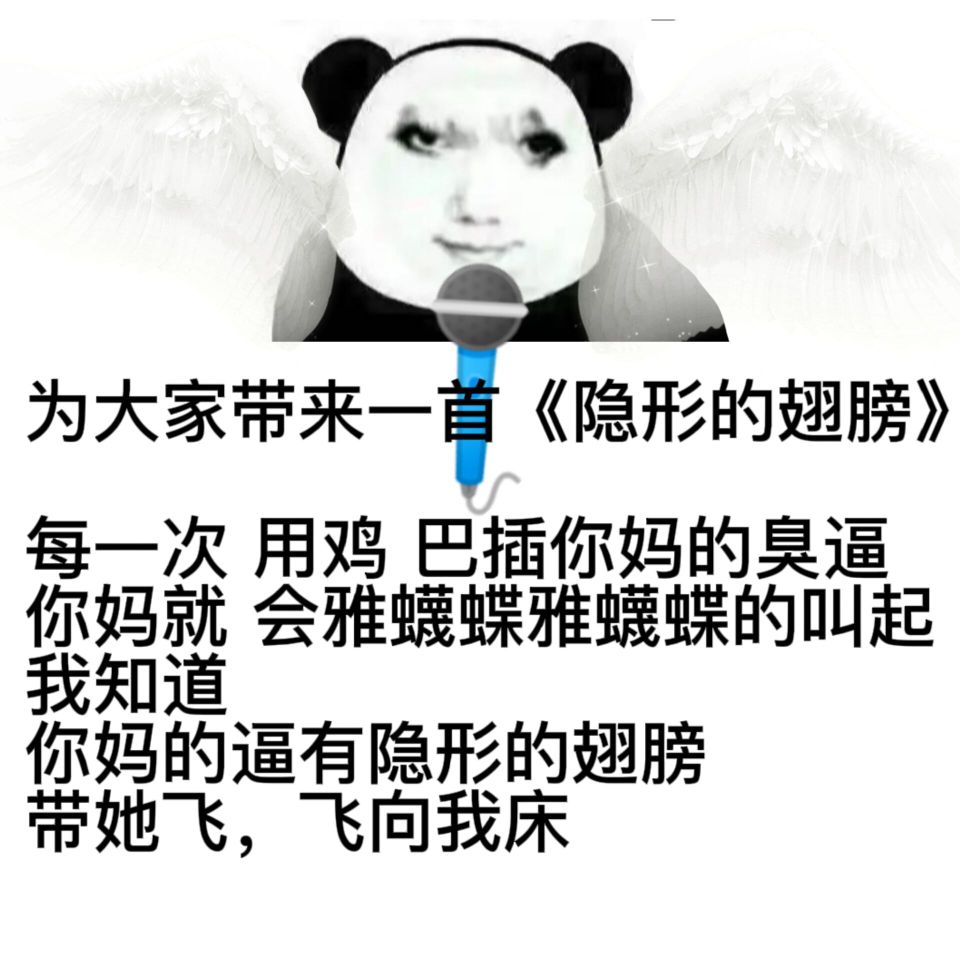 为大家带来一首《隐形的翅膀》
每一次 用鸡 巴插你妈的臭逼
你妈就 会雅蠛蝶雅蠛蝶的叫起
我知道
你妈的逼有隐形的翅膀
带她飞，飞向我床